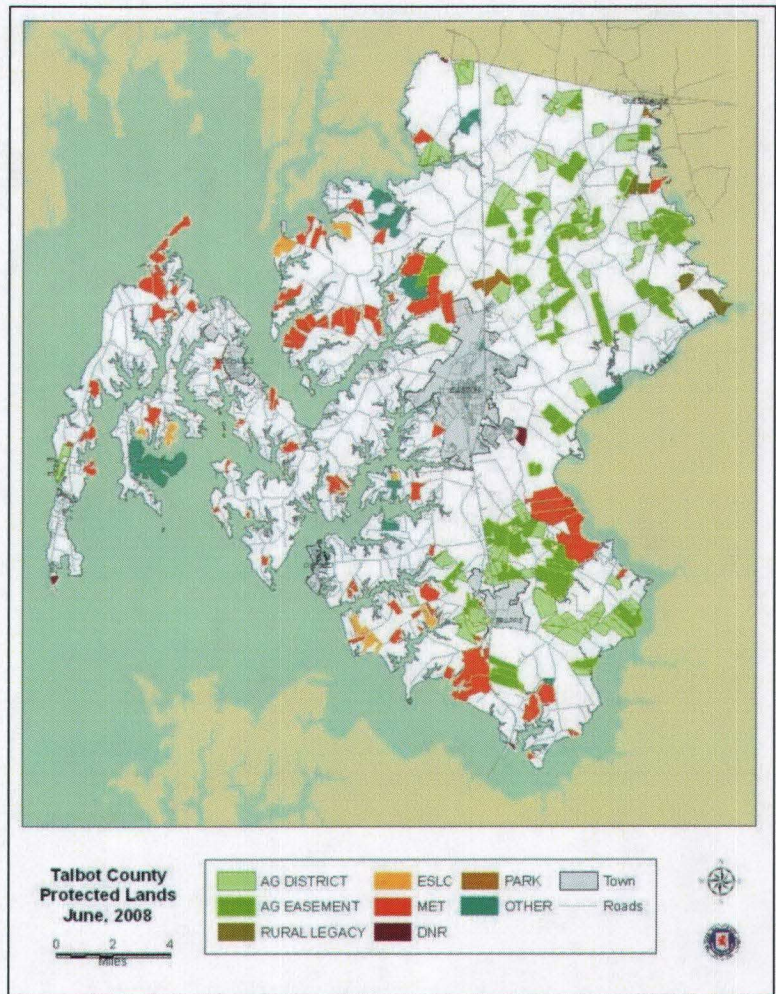 EASTON
Talbot County
Protected Lands
June, 2008
0 2 4
Miles
AG DISTRICT
AG EASEMENT
RURAL LEGACY
ESLC
MET
DNR
PARK
OTHER
Town
Roads